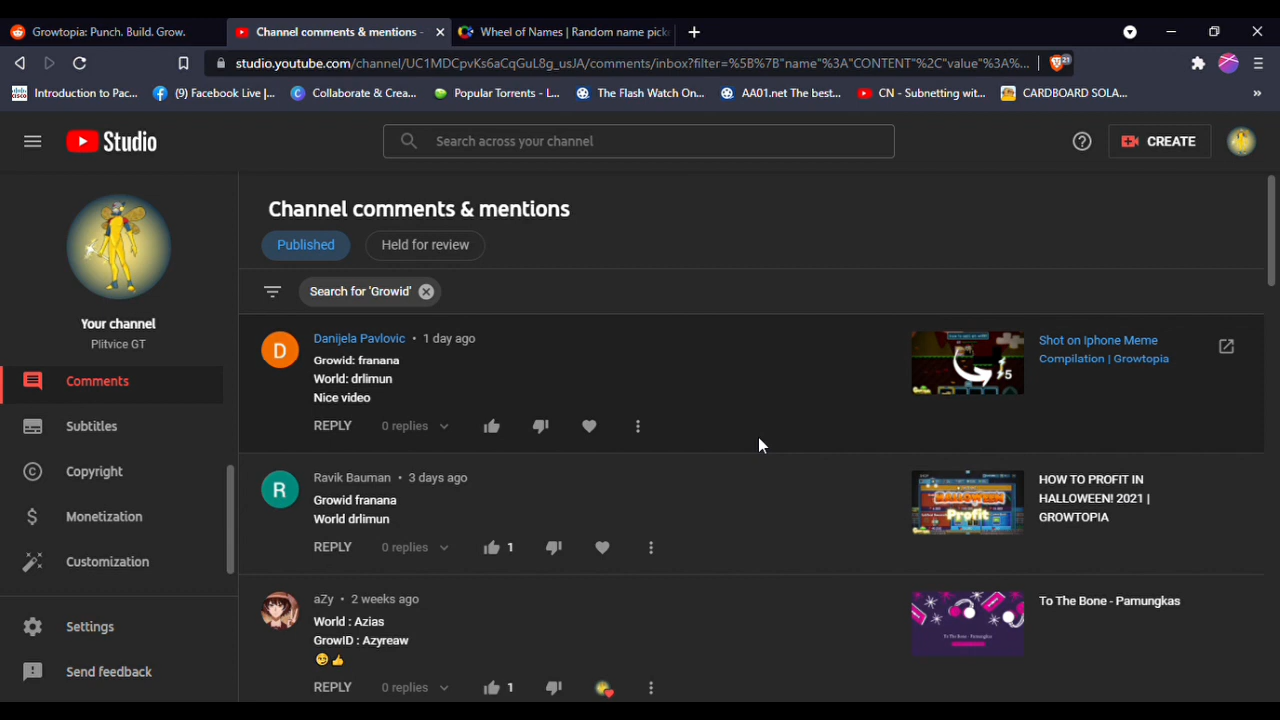 Growtopia: Punch. Build. Grow.
Channel comments & mentions -
Wheel of Names | Random name pick
studio.youtube.com/channel/UC1MDCpvKs6aCqGuL8g_usJA/comments/inbox?filter=%5B%7B"name"%3A"CONTENT"%2C"value"%3A%...
21
Introduction to Pac...
(9) Facebook Live |...
Collaborate & Crea...
Popular Torrents - L...
The Flash Watch On...
AA01.net The best...
CN - Subnetting wit...
CARDBOARD SOLA...
»
Studio
Search across your channel
CREATE
Your channel
Plitvice GT
Comments
Subtitles
Copyright
Monetization
Customization
Settings
Send feedback
Channel comments & mentions
Published
Held for review
Search for 'Growid'
Danijela Pavlovic • 1 day ago
Growid: franana
World: drlimun
Nice video
REPLY 0 replies
Shot on Iphone Meme
Compilation | Growtopia
Ravik Bauman • 3 days ago
Growid franana
World drlimun
REPLY 0 replies 1
HALLOWEEN
Profit
HOW TO PROFIT IN
HALLOWEEN! 2021 |
GROWTOPIA
aZy • 2 weeks ago
World : Azias
GrowID : Azyreaw
😏👍
REPLY 0 replies 1
To The Bone - Pamungkas
To The Bone - Pamungkas